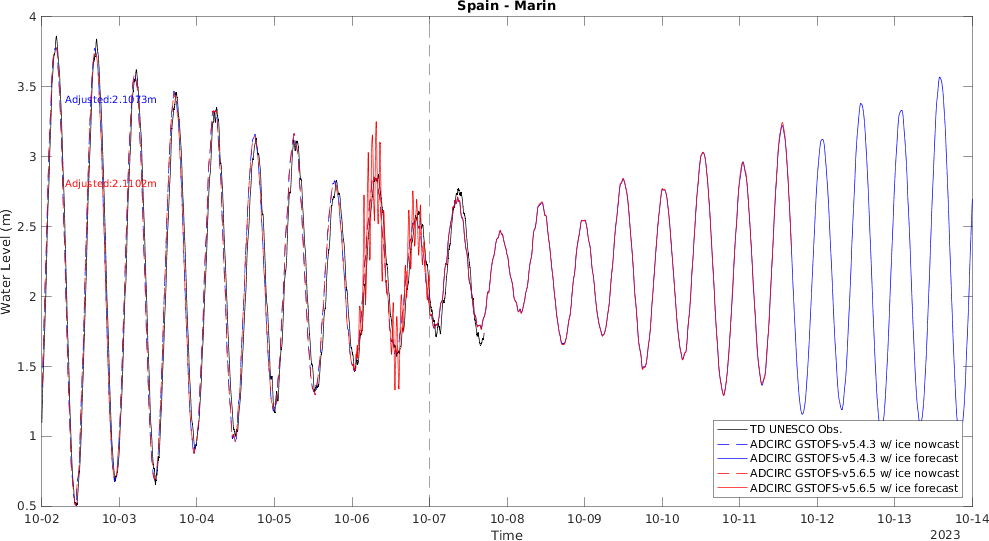 Spain - Marin
4
3.5
3
2.5
2
1.5
1
0.5
Water Level (m)
Adjusted:2.1073m
Adjusted:2.1102m
TD UNESCO Obs.
ADCIRC GSTOFS-v5.4.3 w/ ice nowcast
ADCIRC GSTOFS-v5.4.3 w/ ice forecast
ADCIRC GSTOFS-v5.6.5 w/ ice nowcast
ADCIRC GSTOFS-v5.6.5 w/ ice forecast
10-02 10-03 10-04 10-05 10-06 10-07 10-08 10-09 10-10 10-11 10-12 10-13 10-14
Time
2023